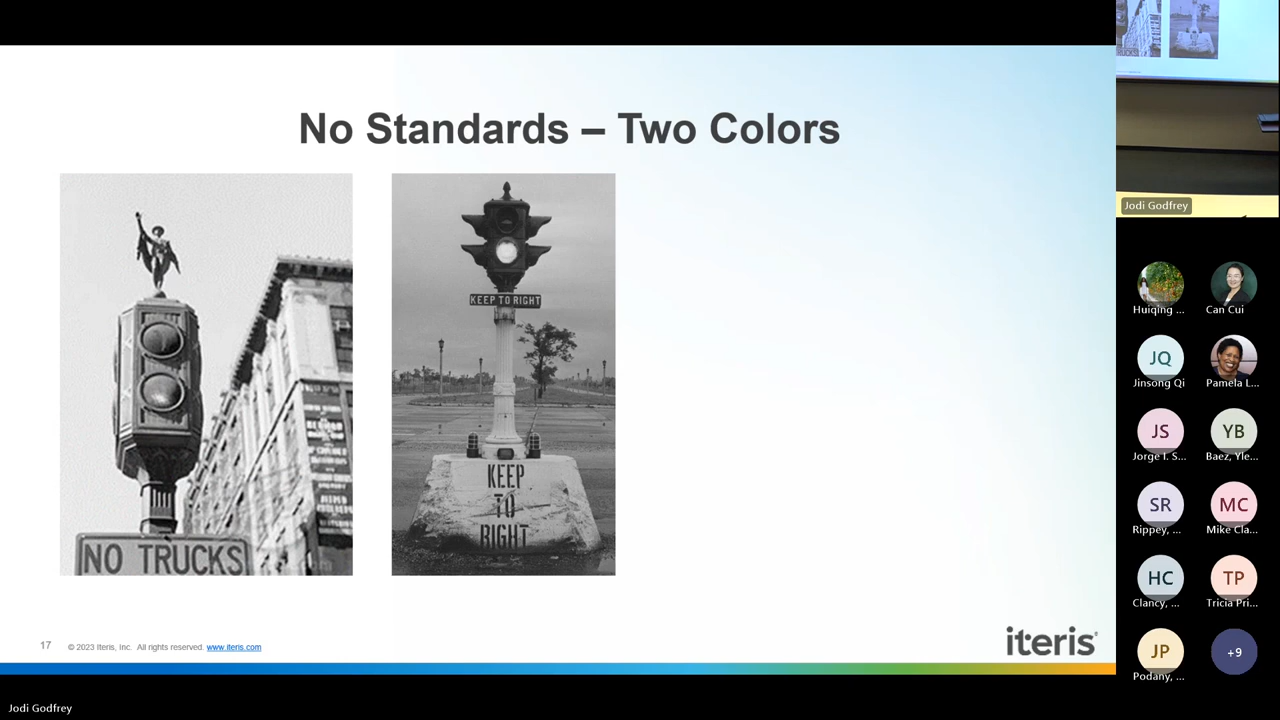 No Standards – Two Colors
NO TRUCKS
KEEP TO RIGHT
KEEP
TO
RIGHT
17
© 2023 Iteris, Inc. All rights reserved. www.iteris.com
iteris
Jodi Godfrey
Huiqing ...
Can Cui
JQ
Jinsong Qi
Pamela L...
JS
Jorge I. S...
YB
Baez, Yle...
SR
Rippey, ...
MC
Mike Cla...
HC
Clancy, ...
TP
Tricia Pri...
JP
Podany, ...
+9
Jodi Godfrey